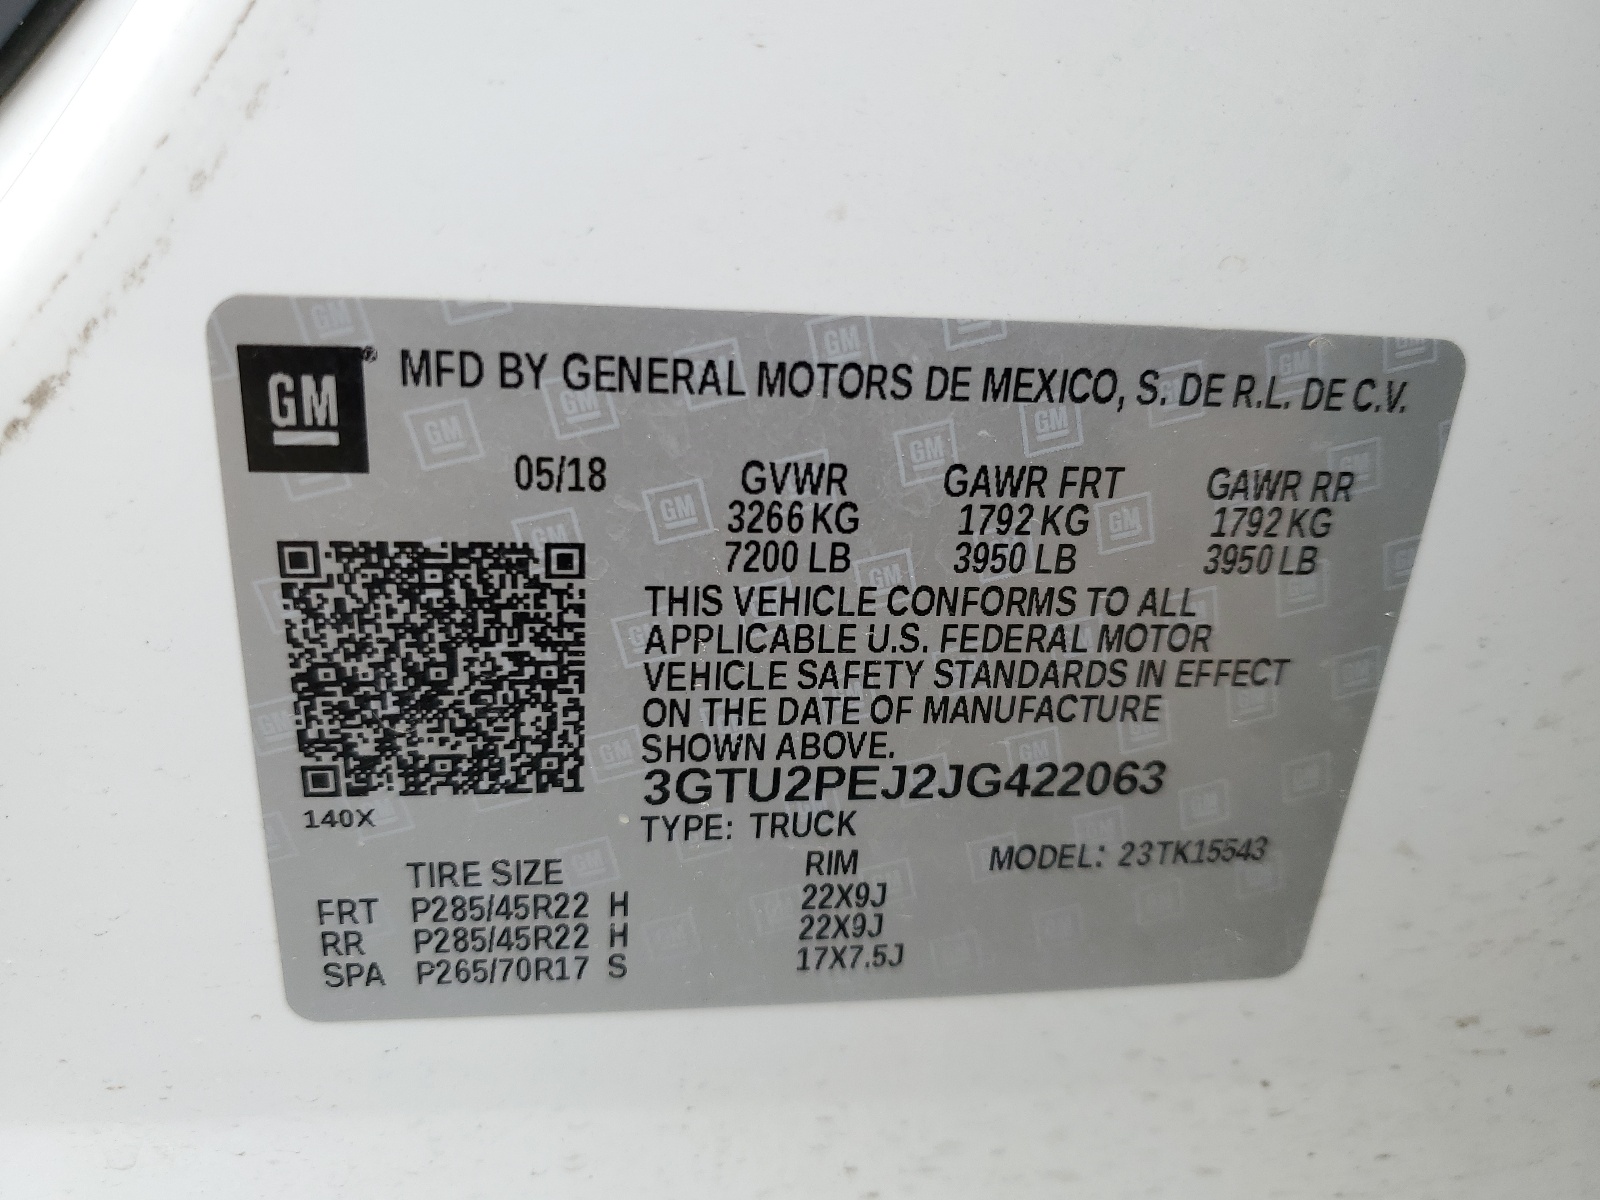 GM® MFD BY GENERAL MOTORS DE MEXICO, S. DE R.L. DE C.V.
05/18 GVWR GAWR FRT GAWR RR
3266 KG 1792 KG 1792 KG
7200 LB 3950 LB 3950 LB
THIS VEHICLE CONFORMS TO ALL
APPLICABLE U.S. FEDERAL MOTOR
VEHICLE SAFETY STANDARDS IN EFFECT
ON THE DATE OF MANUFACTURE
SHOWN ABOVE.
3GTU2PEJ2JG422063
140X
TYPE: TRUCK
TIRE SIZE RIM MODEL: 23TK15543
FRT P285/45R22 H 22X9J
RR P285/45R22 H 22X9J
SPA P265/70R17 S 17X7.5J